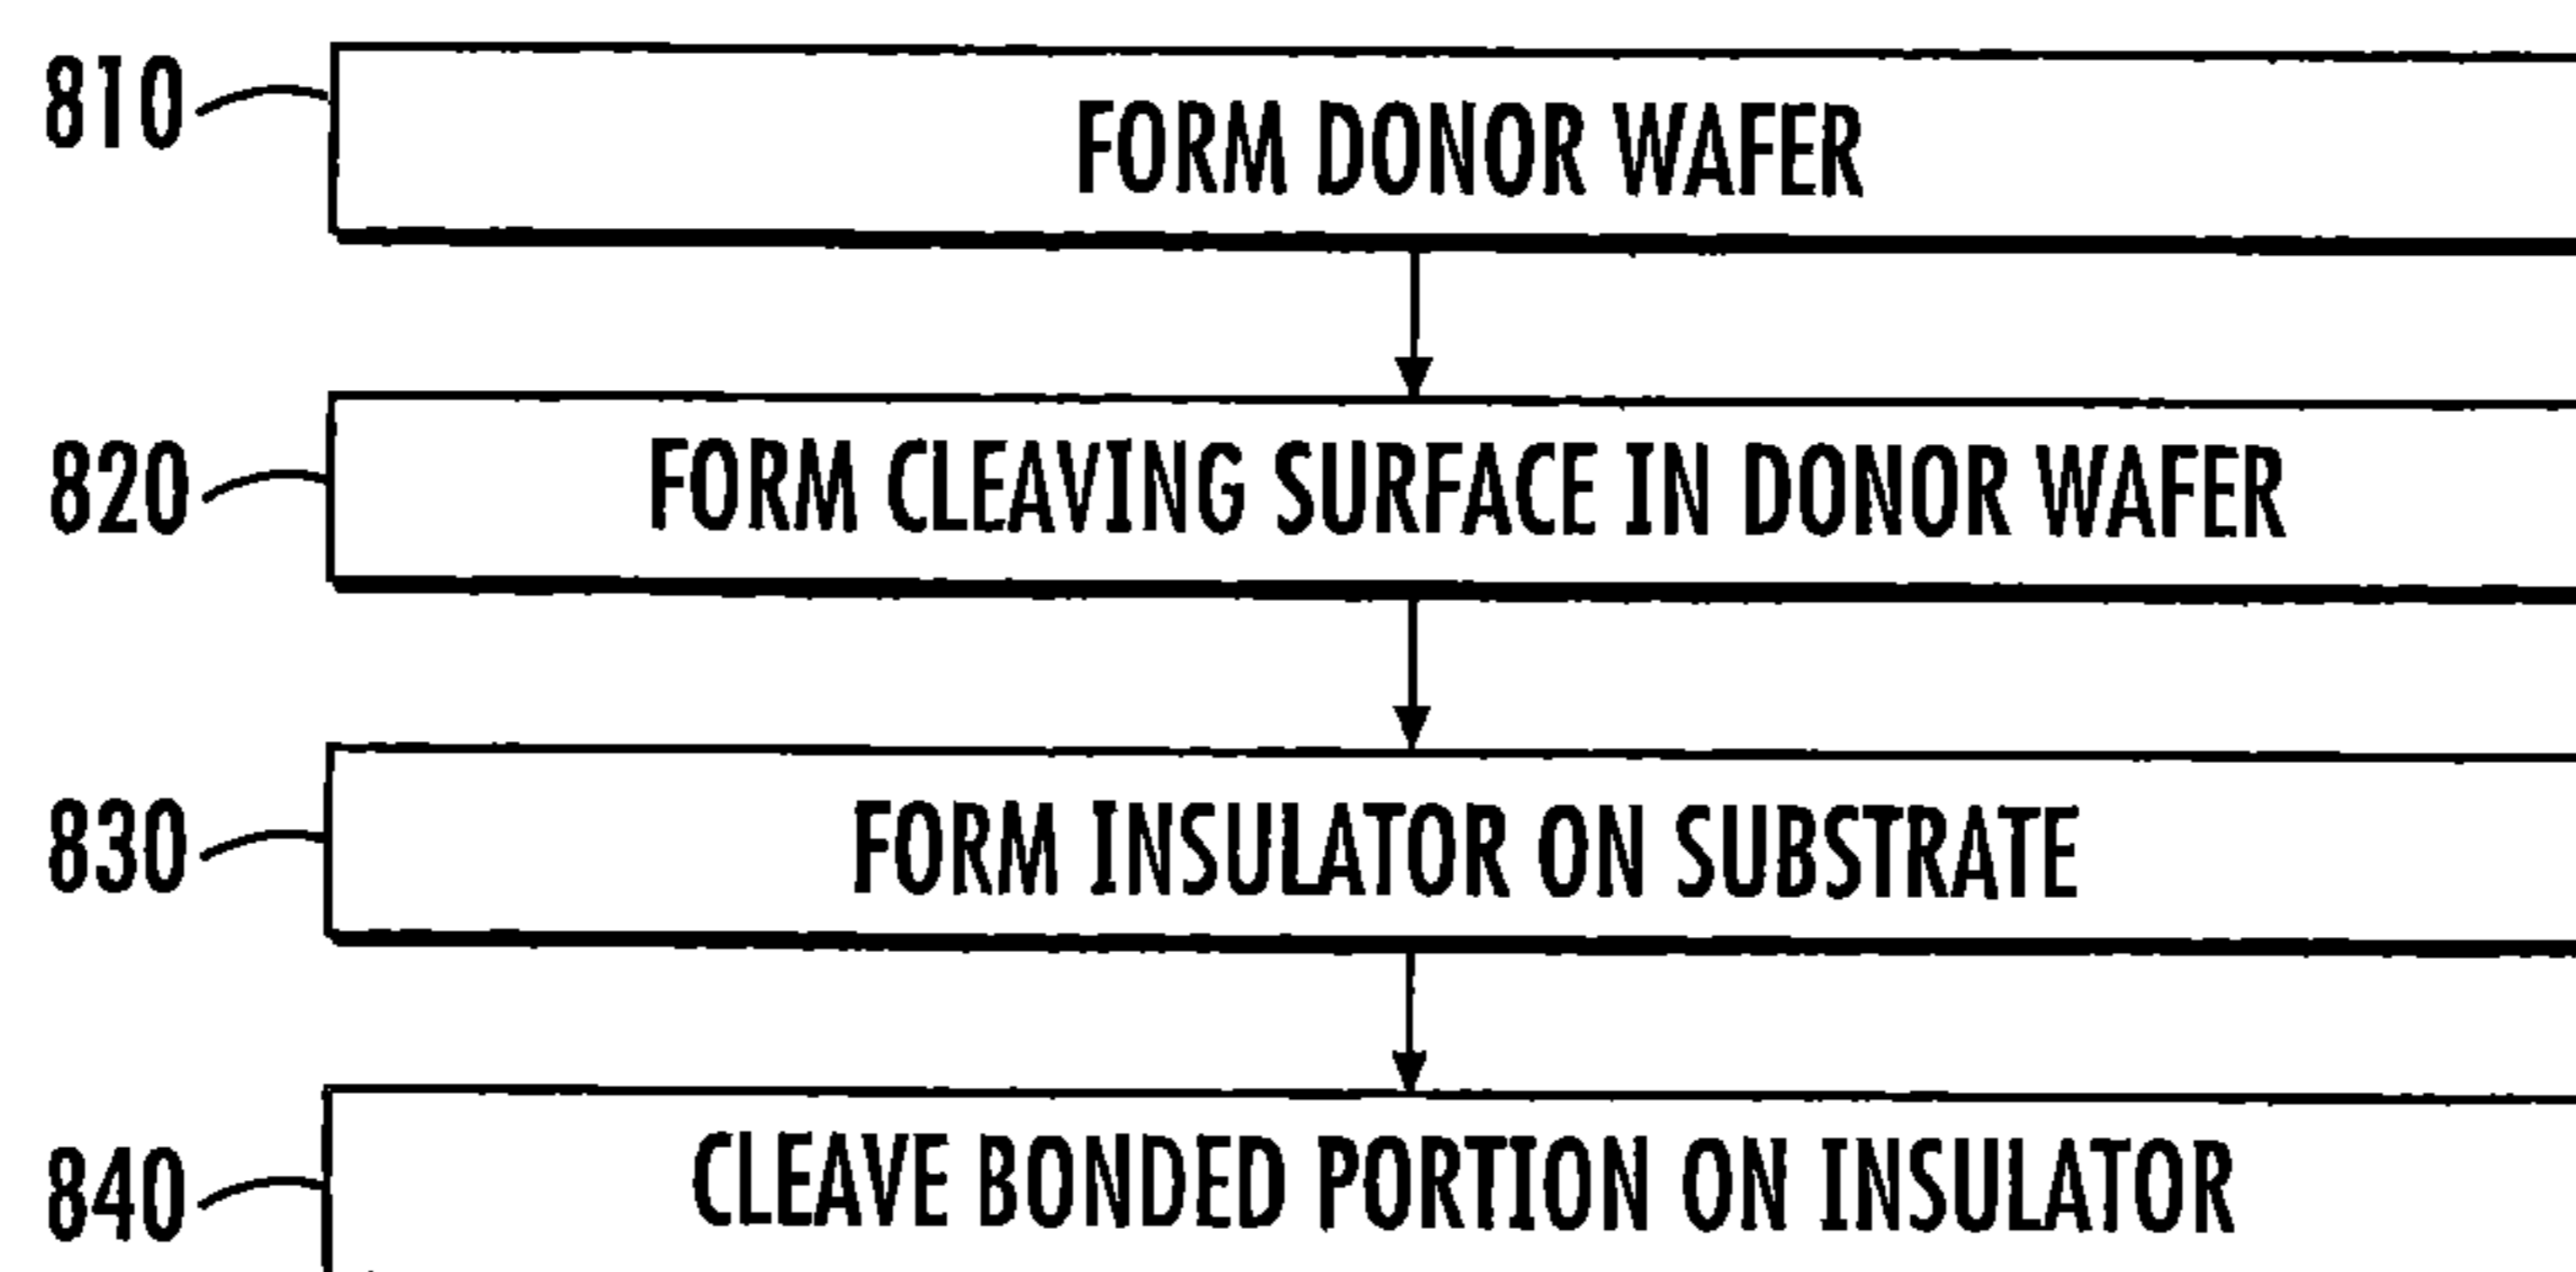 810 FORM DONOR WAFER
820 FORM CLEAVING SURFACE IN DONOR WAFER
830 FORM INSULATOR ON SUBSTRATE
840 CLEAVE BONDED PORTION ON INSULATOR